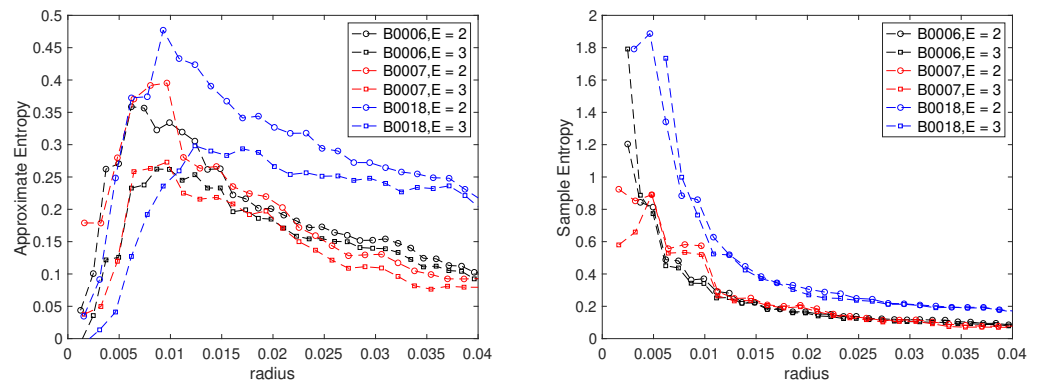 0.5
0.45
0.4
0.35
0.3
0.25
0.2
0.15
0.1
0.05
0
Approximate Entropy
0 0.005 0.01 0.015 0.02 0.025 0.03 0.035 0.04
radius
B0006,E = 2
B0006,E = 3
B0007,E = 2
B0007,E = 3
B0018,E = 2
B0018,E = 3
2
1.8
1.6
1.4
1.2
1
0.8
0.6
0.4
0.2
0
Sample Entropy
0 0.005 0.01 0.015 0.02 0.025 0.03 0.035 0.04
radius
B0006,E = 2
B0006,E = 3
B0007,E = 2
B0007,E = 3
B0018,E = 2
B0018,E = 3